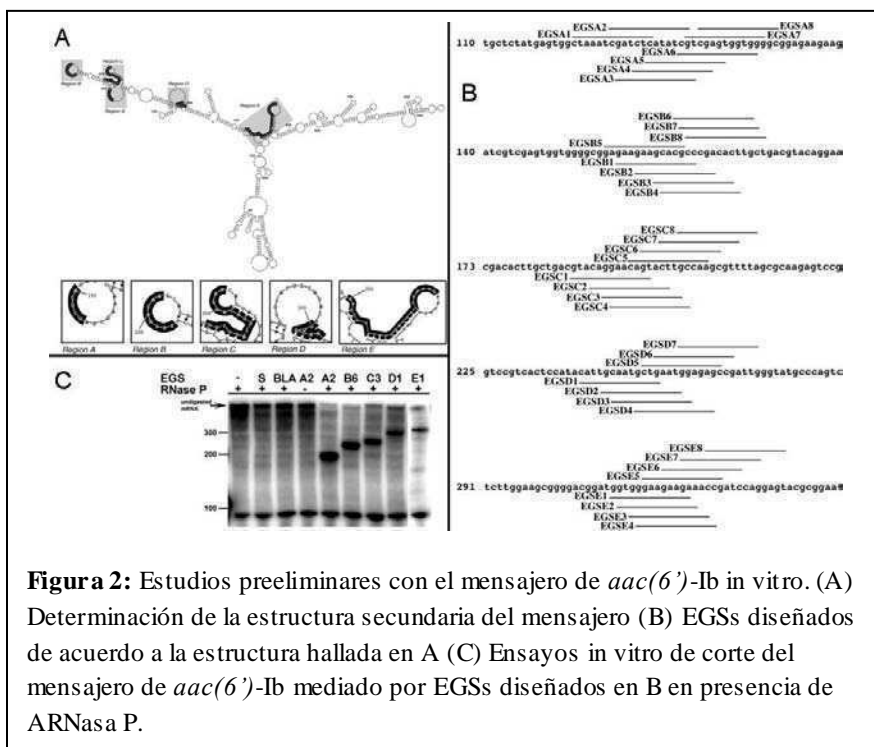 A
Region A
Region B
Region C
Region D
Region E
C
EGS - S BLA A2 A2 B6 C3 D1 E1
RNase P + + + - + + + + +
undigested
300
200
100
B
EGSA2 EGSA8
EGSA1 EGSA7
110 tgctctatgagtggctaaatcgatctcatatcgtcgagtggtggggcggagaagaag
EGSA6
EGSA5
EGSA4
EGSA3
EGSB6
EGSB7
EGSB8
EGSB5
140 atcgtcgagtggtggggcggagaagaagcacgcccgacacttgctgacgtacaggaa
EGSB1
EGSB2
EGSB3
EGSB4
EGSC8
EGSC7
EGSC6
EGSC5
173 cgacacttgctgacgtacaggaacagtacttgccaagcgttttagcgcaagagtccg
EGSC1
EGSC2
EGSC3
EGSC4
EGSD7
EGSD6
EGSD5
225 gtccgtcactccatacattgcaatgctgaatggagagccgattgggtatgcccagtc
EGSD1
EGSD2
EGSD3
EGSD4
EGSE8
EGSE7
EGSE6
EGSE5
291 tcttggaagcggggacggatggtgggaagaagaaaccgatccaggagtacgcggaa
EGSE1
EGSE2
EGSE3
EGSE4
Figura 2: Estudios preeliminares con el mensajero de aac(6')-Ib in vitro. (A)
Determinación de la estructura secundaria del mensajero (B) EGSs diseñados
de acuerdo a la estructura hallada en A (C) Ensayos in vitro de corte del
mensajero de aac(6')-Ib mediado por EGSs diseñados en B en presencia de
ARNasa P.